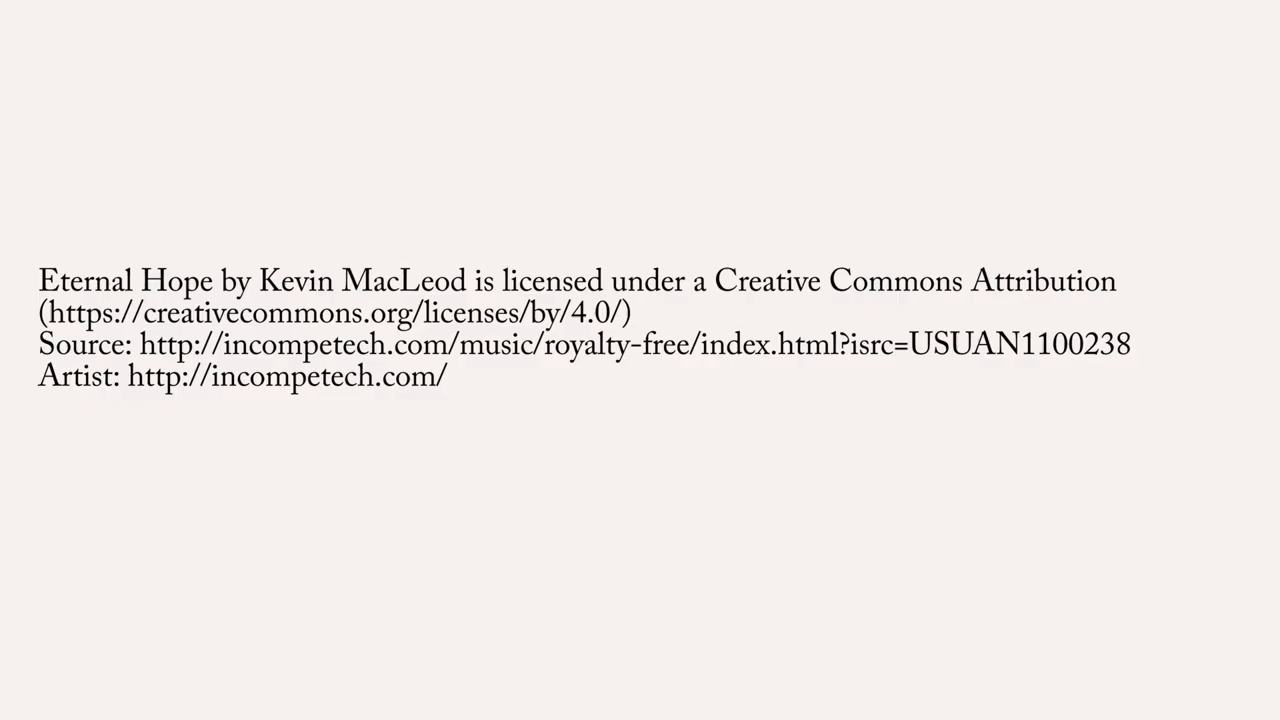 Eternal Hope by Kevin MacLeod is licensed under a Creative Commons Attribution
(https://creativecommons.org/licenses/by/4.0/)
Source: http://incompetech.com/music/royalty-free/index.html?isrc=USUAN1100238
Artist: http://incompetech.com/